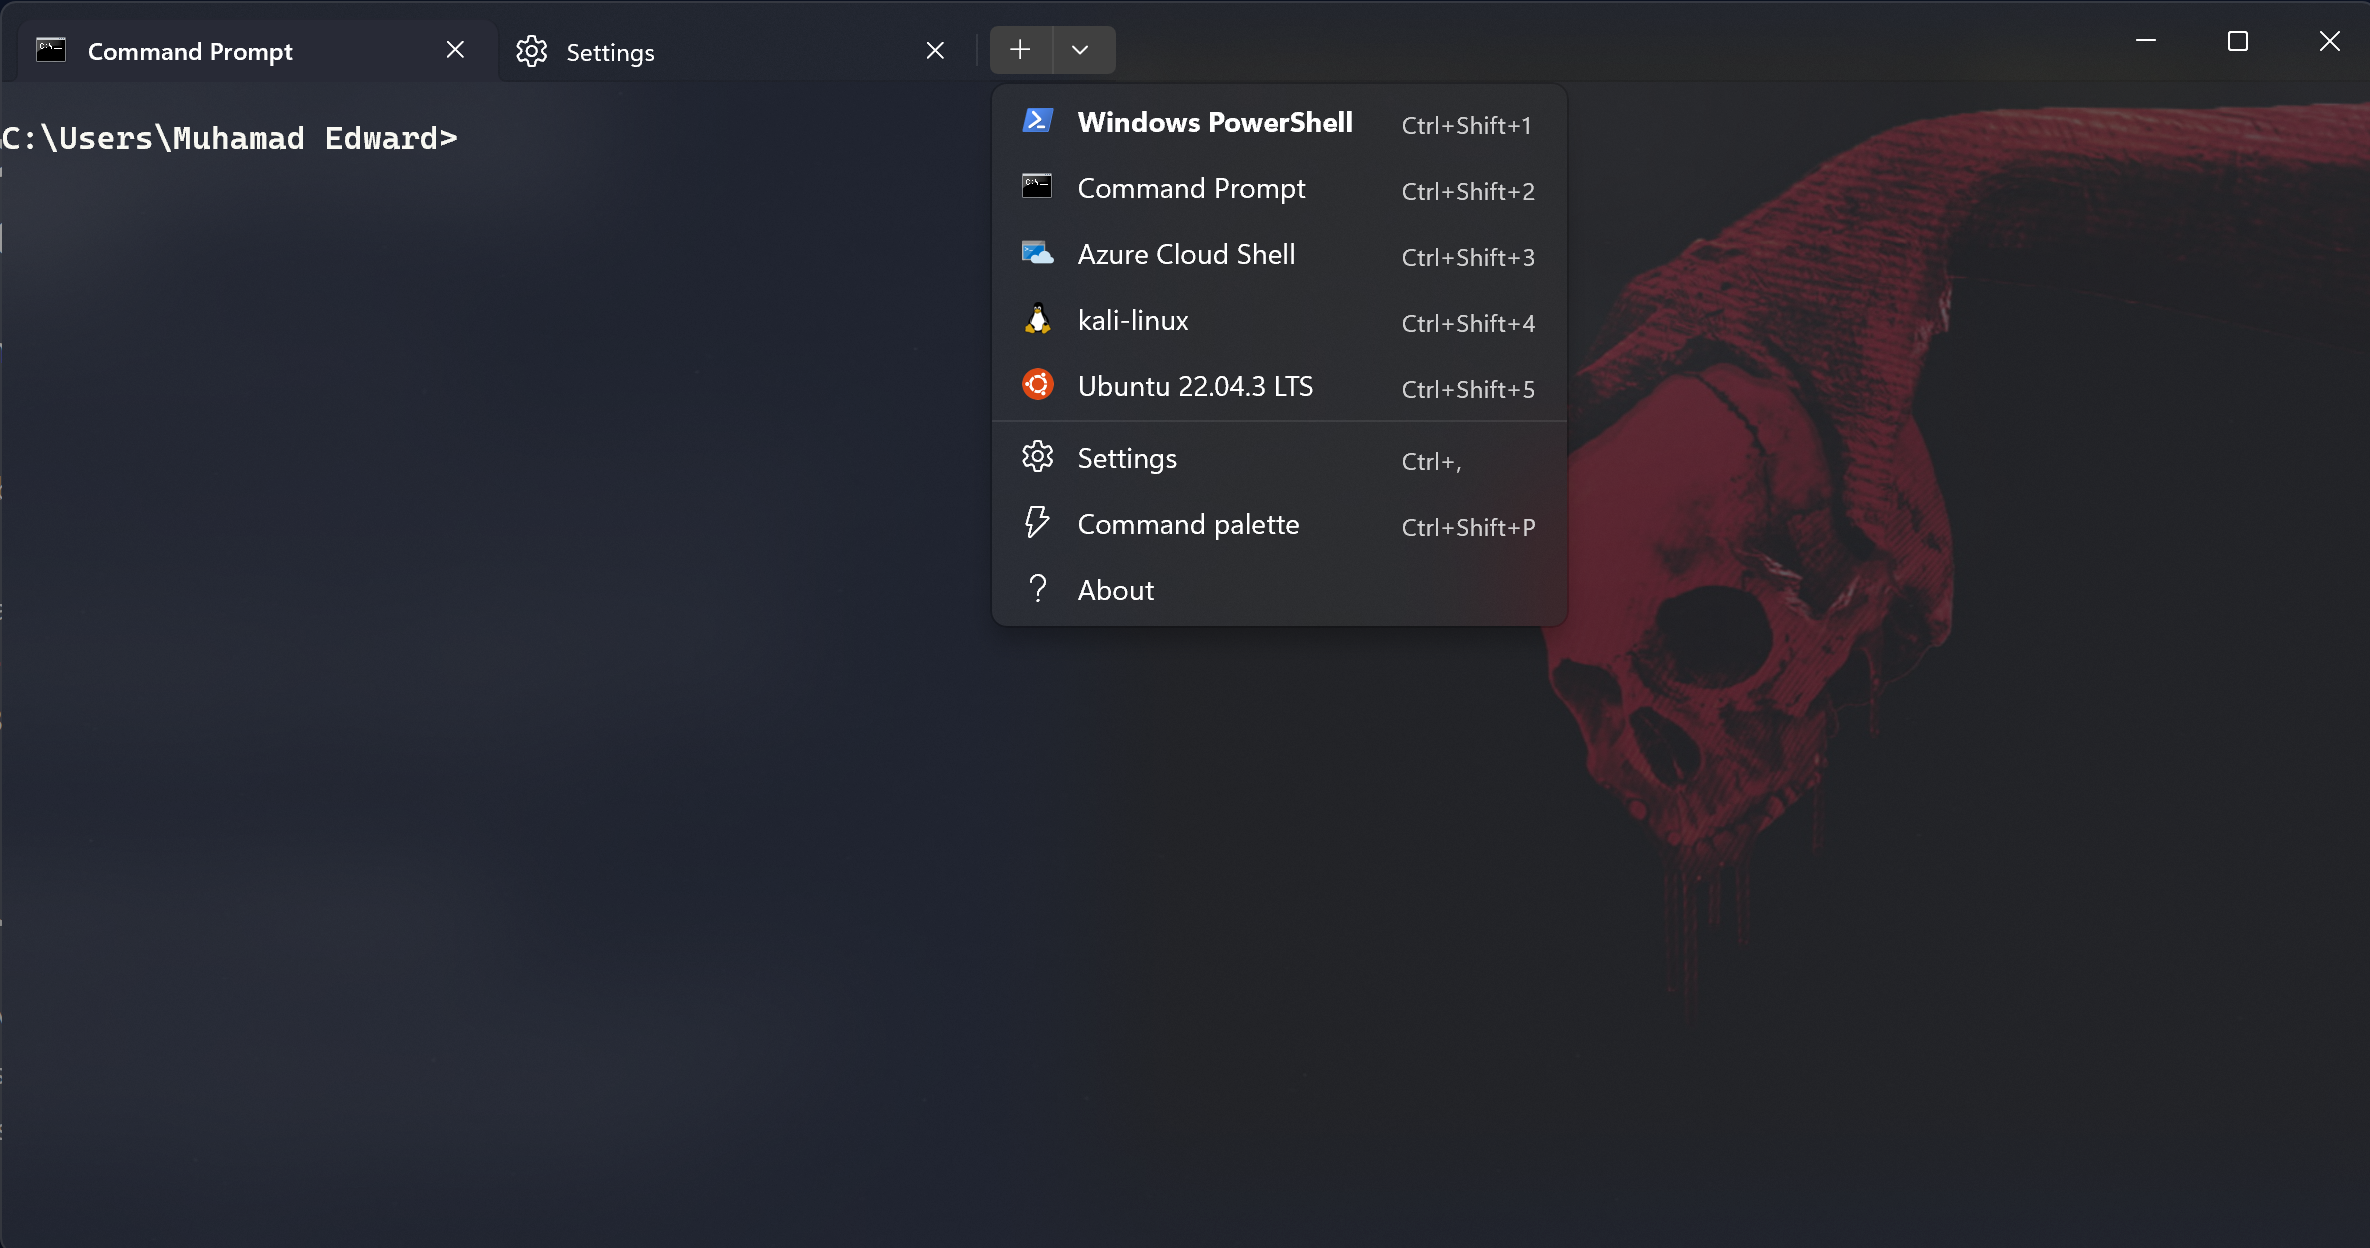 Command Prompt
Settings
C:\Users\Muhamad Edward>
Windows PowerShell Ctrl+Shift+1
Command Prompt Ctrl+Shift+2
Azure Cloud Shell Ctrl+Shift+3
kali-linux Ctrl+Shift+4
Ubuntu 22.04.3 LTS Ctrl+Shift+5
Settings Ctrl+,
Command palette Ctrl+Shift+P
About